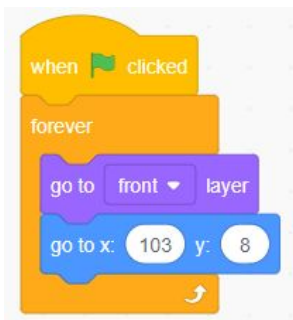 when clicked
forever
go to front layer
go to x: 103 y: 8